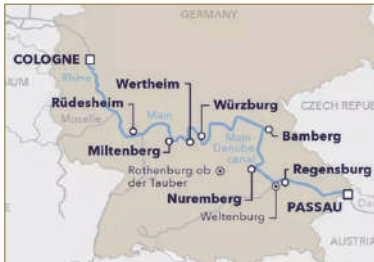 GERMANY
COLOGNE
Rhine
Wertheim
Rüdesheim
Main
Würzburg
CZECH REPU
Moselle
Miltenberg
Main
Danube
canal
Bamberg
Rothenburg ob
der Tauber
Regensburg
Nuremberg
Weltenburg
PASSAU
Da
AUSTRIA